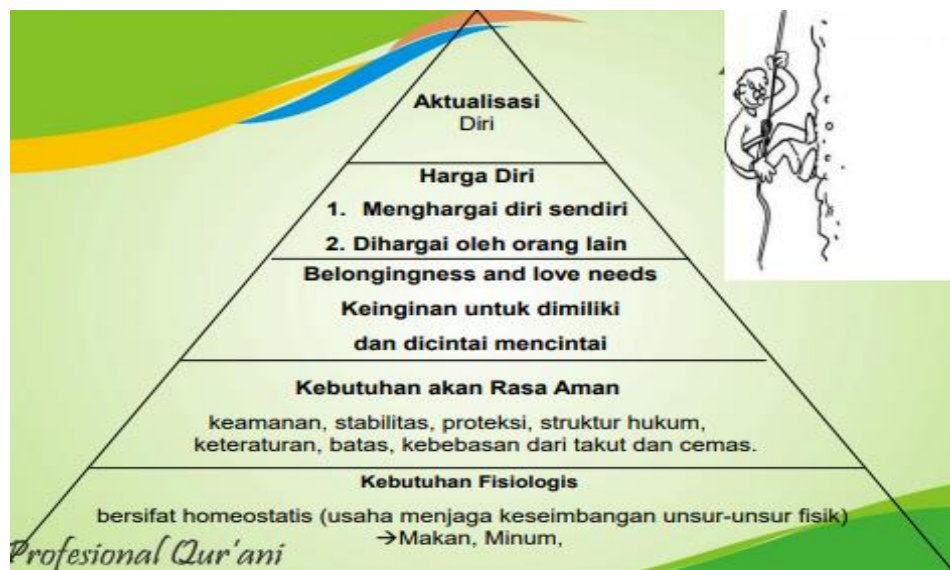 Aktualisasi
Diri
Harga Diri
1. Menghargai diri sendiri
2. Dihargai oleh orang lain
Belongingness and love needs
Keinginan untuk dimiliki
dan dicintai mencintai
Kebutuhan akan Rasa Aman
keamanan, stabilitas, proteksi, struktur hukum,
keteraturan, batas, kebebasan dari takut dan cemas.
Kebutuhan Fisiologis
bersifat homeostatis (usaha menjaga keseimbangan unsur-unsur fisik)
→Makan, Minum,
Profesional Qur'ani